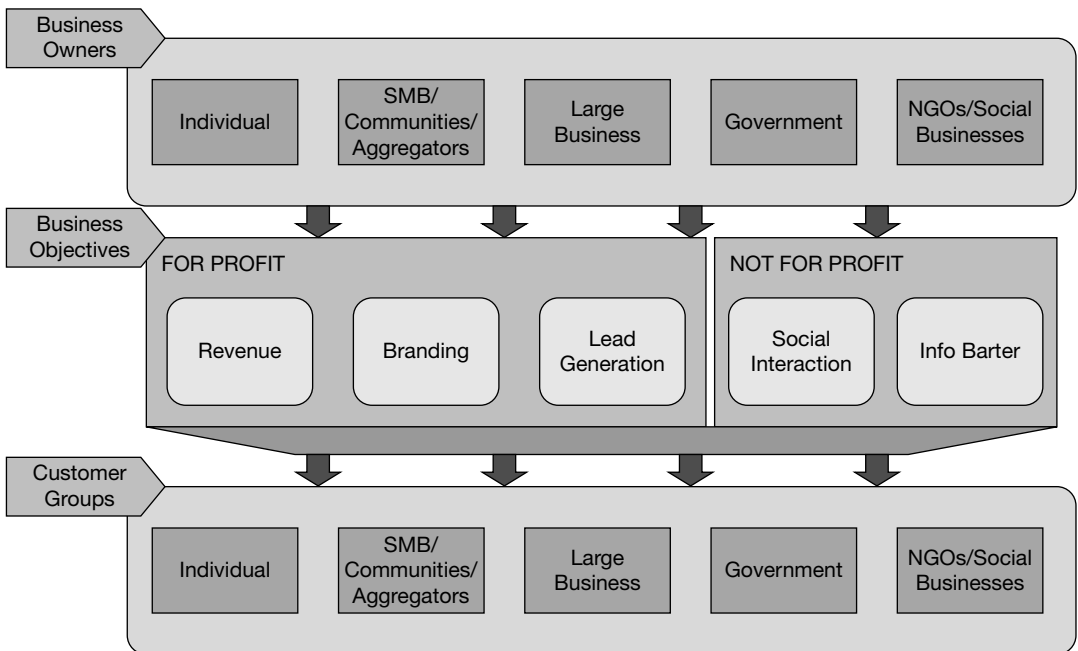 Business
Owners
Individual
SMB/
Communities/
Aggregators
Large
Business
Government
NGOs/Social
Businesses
Business
Objectives
FOR PROFIT
Revenue
Branding
Lead
Generation
NOT FOR PROFIT
Social
Interaction
Info Barter
Customer
Groups
Individual
SMB/
Communities/
Aggregators
Large
Business
Government
NGOs/Social
Businesses